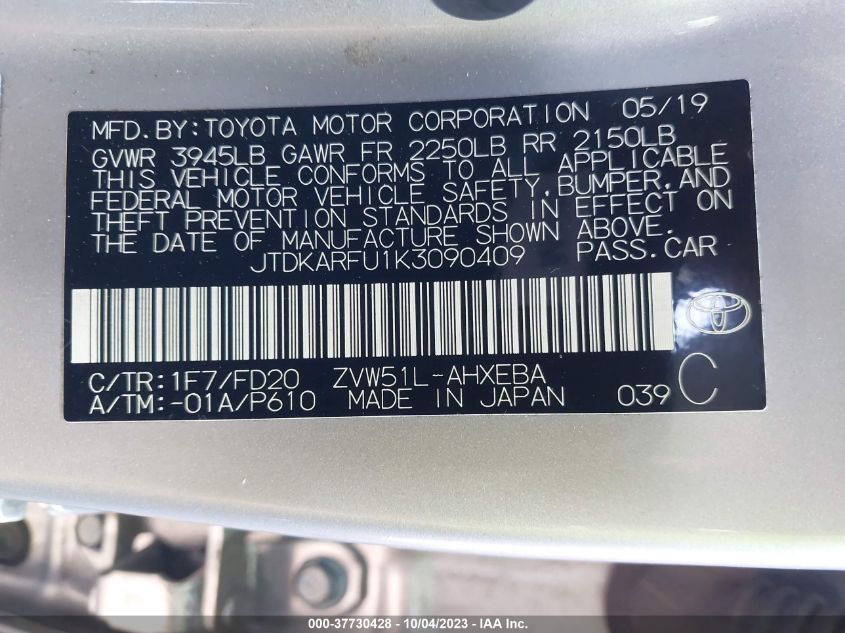 MFD.BY:TOYOTA MOTOR CORPORATION 05/19
GVWR 3945LB GAWR FR 2250LB RR 2150LB
THIS VEHICLE CONFORMS TO ALL APPLICABLE
FEDERAL MOTOR VEHICLE SAFETY,BUMPER,AND
THEFT PREVENTION STANDARDS IN EFFECT ON
THE DATE OF MANUFACTURE SHOWN ABOVE.
JTDKARFU1K3090409 PASS.CAR
C/TR:1F7/FD20 ZVW51L-AHXEBA
A/TM:-01A/P610 MADE IN JAPAN 039 C
000-37730428 - 10/04/2023 - IAA Inc.